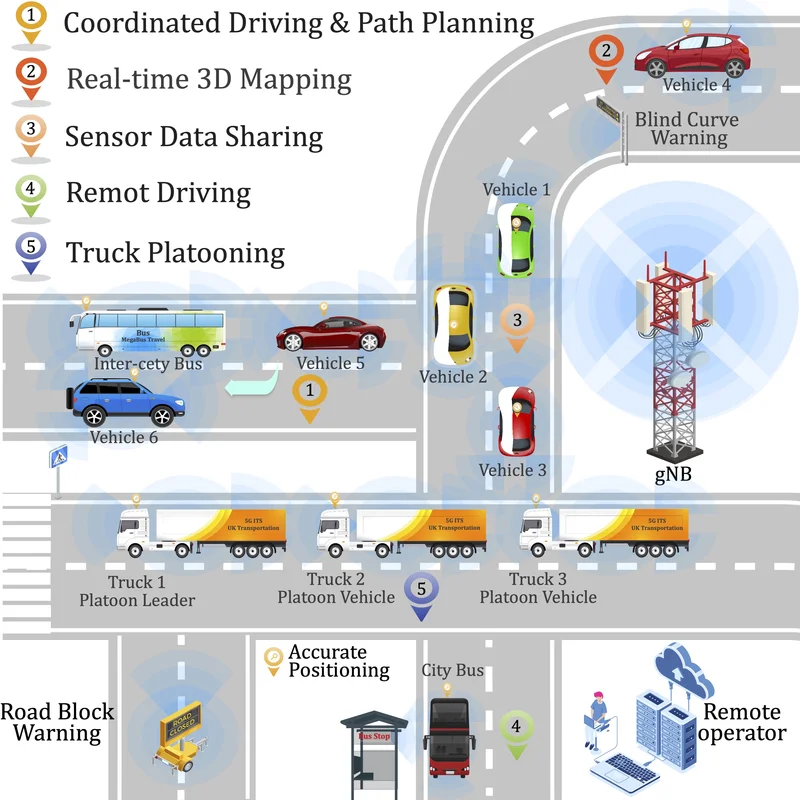 1 Coordinated Driving & Path Planning
2 Real-time 3D Mapping
3 Sensor Data Sharing
4 Remot Driving
5 Truck Platooning
2
Vehicle 4
Blind Curve
Warning
Vehicle 1
3
Vehicle 2
Vehicle 3
gNB
Bus
MegaBus Travel
Inter-cety Bus
Vehicle 5
1
Vehicle 6
5G ITS
UK Transportation
5G ITS
UK Transportation
5G ITS
UK Transportation
Truck 1
Platoon Leader
Truck 2
Platoon Vehicle
5
Truck 3
Platoon Vehicle
Road Block
Warning
ROAD
CLOSED
Accurate
Positioning
Bus Stop
City Bus
4
Remote
operator